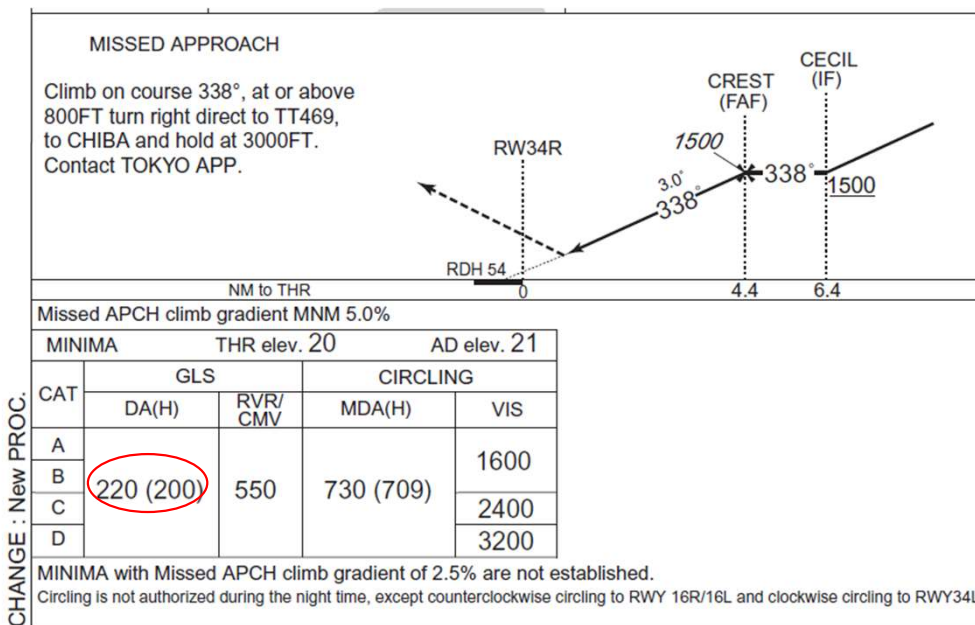 MISSED APPROACH
Climb on course 338°, at or above
800FT turn right direct to TT469,
to CHIBA and hold at 3000FT.
Contact TOKYO APP.
CECIL
(IF)
CREST
(FAF)
1500
RW34R
338°
1500
3.0°
338°
RDH 54
NM to THR 0 4.4 6.4
Missed APCH climb gradient MNM 5.0%
MINIMA THR elev. 20 AD elev. 21
CAT GLS CIRCLING
DA(H) RVR/CMV MDA(H) VIS
A
B
C
D
220 (200) 550 730 (709)
1600
2400
3200
MINIMA with Missed APCH climb gradient of 2.5% are not established.
Circling is not authorized during the night time, except counterclockwise circling to RWY 16R/16L and clockwise circling to RWY34L
CHANGE : New PROC.